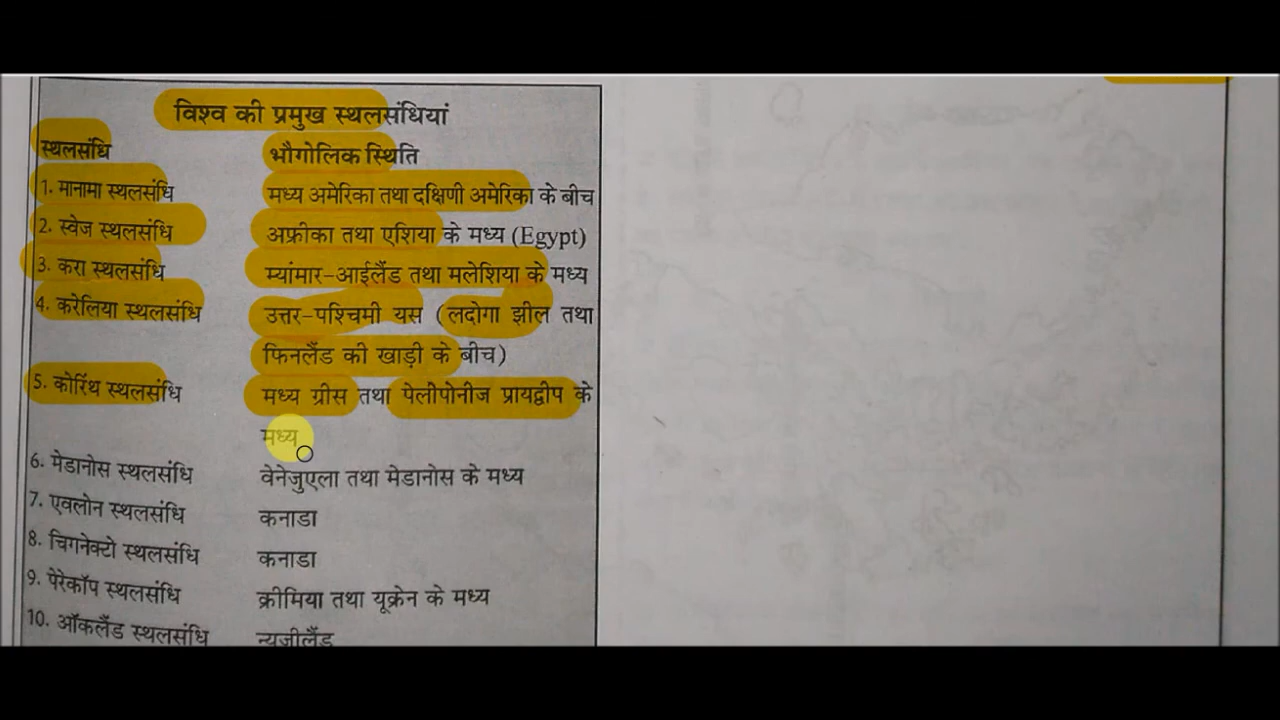 विश्व की प्रमुख स्थलसंधियां
स्थलसंधि भौगोलिक स्थिति
1. मानामा स्थलसंधि मध्य अमेरिका तथा दक्षिणी अमेरिका के बीच
2. स्वेज स्थलसंधि अफ्रीका तथा एशिया के मध्य (Egypt)
3. करा स्थलसंधि म्यांमार-आईलैंड तथा मलेशिया के मध्य
4. करेलिया स्थलसंधि उत्तर-पश्चिमी यस (लदोगा झील तथा
फिनलैंड की खाड़ी के बीच)
5. कोरिंथ स्थलसंधि मध्य ग्रीस तथा पेलीपोनीज प्रायद्वीप के
मध्य
6. मेडानोस स्थलसंधि वेनेजुएला तथा मेडानोस के मध्य
7. एवलोन स्थलसंधि कनाडा
8. चिगनेक्टो स्थलसंधि कनाडा
9. पेरेकॉप स्थलसंधि क्रीमिया तथा यूक्रेन के मध्य
10. ऑकलैंड स्थलसंधि न्यूजीलैंड